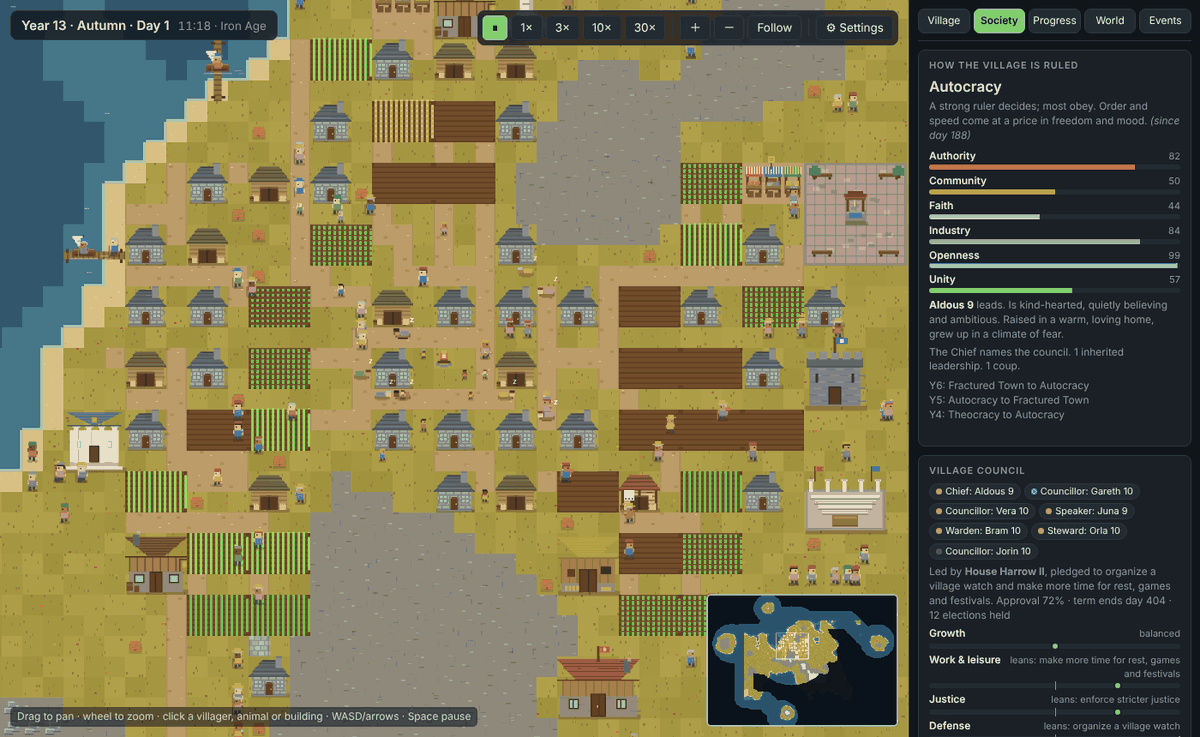 Year 13 · Autumn · Day 1 11:18 · Iron Age
1× 3× 10× 30× + − Follow ⚙ Settings
Village Society Progress World Events
HOW THE VILLAGE IS RULED
Autocracy
A strong ruler decides; most obey. Order and
speed come at a price in freedom and mood. (since
day 188)
Authority 82
Community 50
Faith 44
Industry 84
Openness 99
Unity 57
Aldous 9 leads. Is kind-hearted, quietly believing
and ambitious. Raised in a warm, loving home,
grew up in a climate of fear.
The Chief names the council. 1 inherited
leadership. 1 coup.
Y6: Fractured Town to Autocracy
Y5: Autocracy to Fractured Town
Y4: Theocracy to Autocracy
VILLAGE COUNCIL
Chief: Aldous 9 Councillor: Gareth 10
Councillor: Vera 10 Speaker: Juna 9
Warden: Bram 10 Steward: Orla 10
Councillor: Jorin 10
Led by House Harrow II, pledged to organize a
village watch and make more time for rest, games
and festivals. Approval 72% · term ends day 404 ·
12 elections held
Growth balanced
Work & leisure leans: make more time for rest, games
and festivals
Justice leans: enforce stricter justice
Defense leans: organize a village watch
Drag to pan · wheel to zoom · click a villager, animal or building · WASD/arrows · Space pause